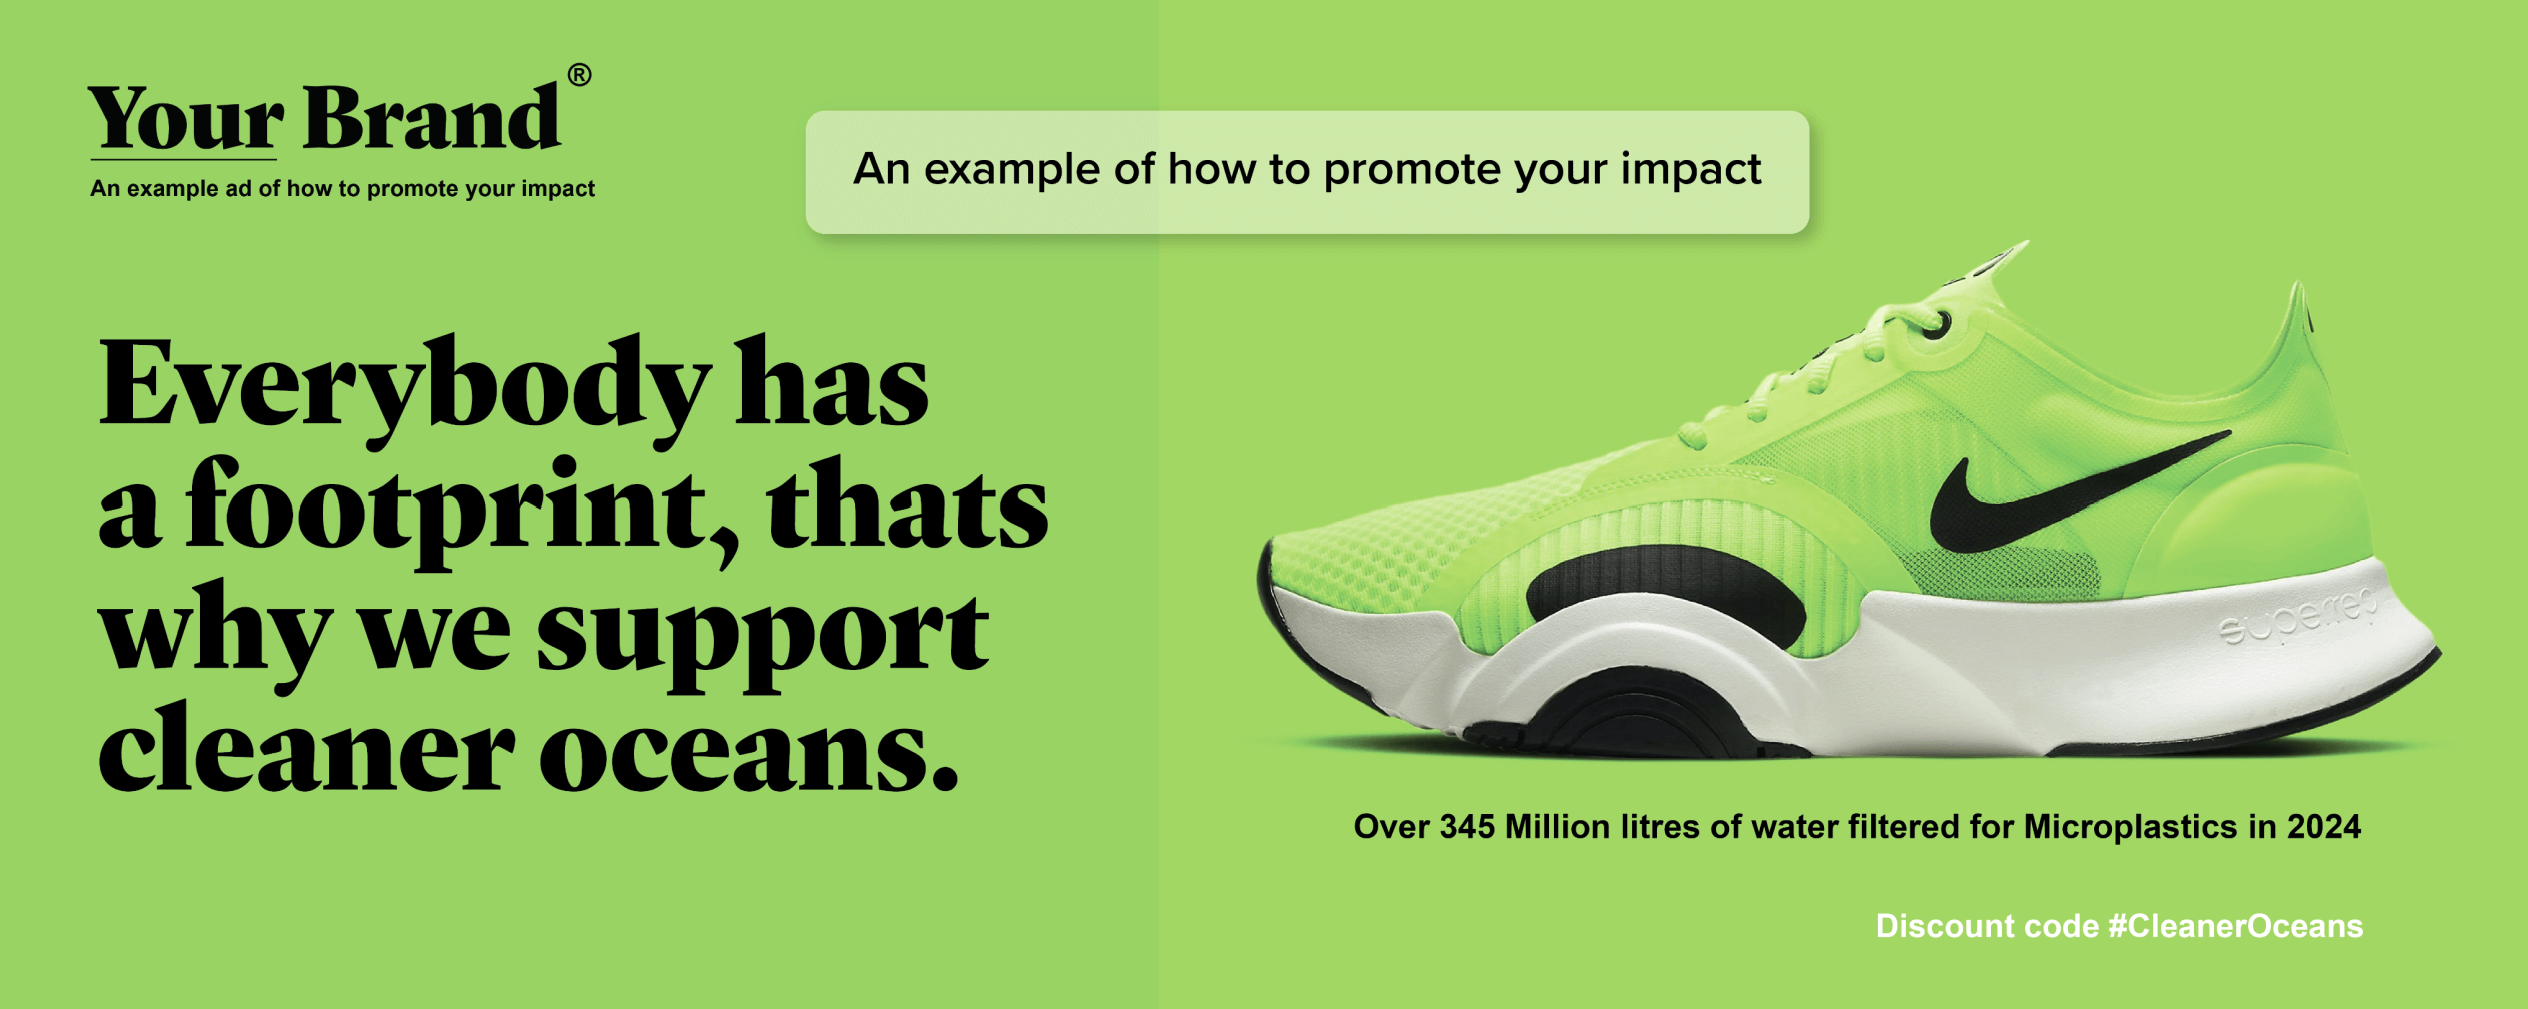 Your Brand®
An example ad of how to promote your impact
An example of how to promote your impact
Everybody has
a footprint, thats
why we support
cleaner oceans.
superrep
Over 345 Million litres of water filtered for Microplastics in 2024
Discount code #CleanerOceans